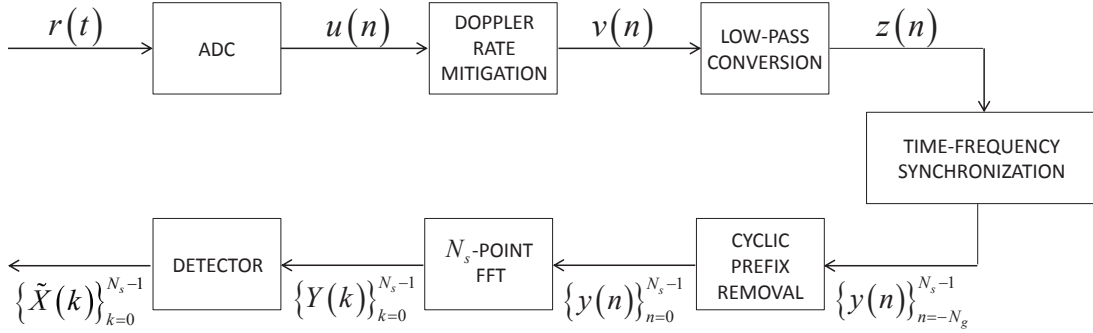 r(t)
ADC
u(n)
DOPPLER
RATE
MITIGATION
v(n)
LOW-PASS
CONVERSION
z(n)
TIME-FREQUENCY
SYNCHRONIZATION
{X̃(k)}_{k=0}^{N_s-1}
DETECTOR
{Y(k)}_{k=0}^{N_s-1}
N_s-POINT
FFT
{y(n)}_{n=0}^{N_s-1}
CYCLIC
PREFIX
REMOVAL
{y(n)}_{n=-N_g}^{N_s-1}